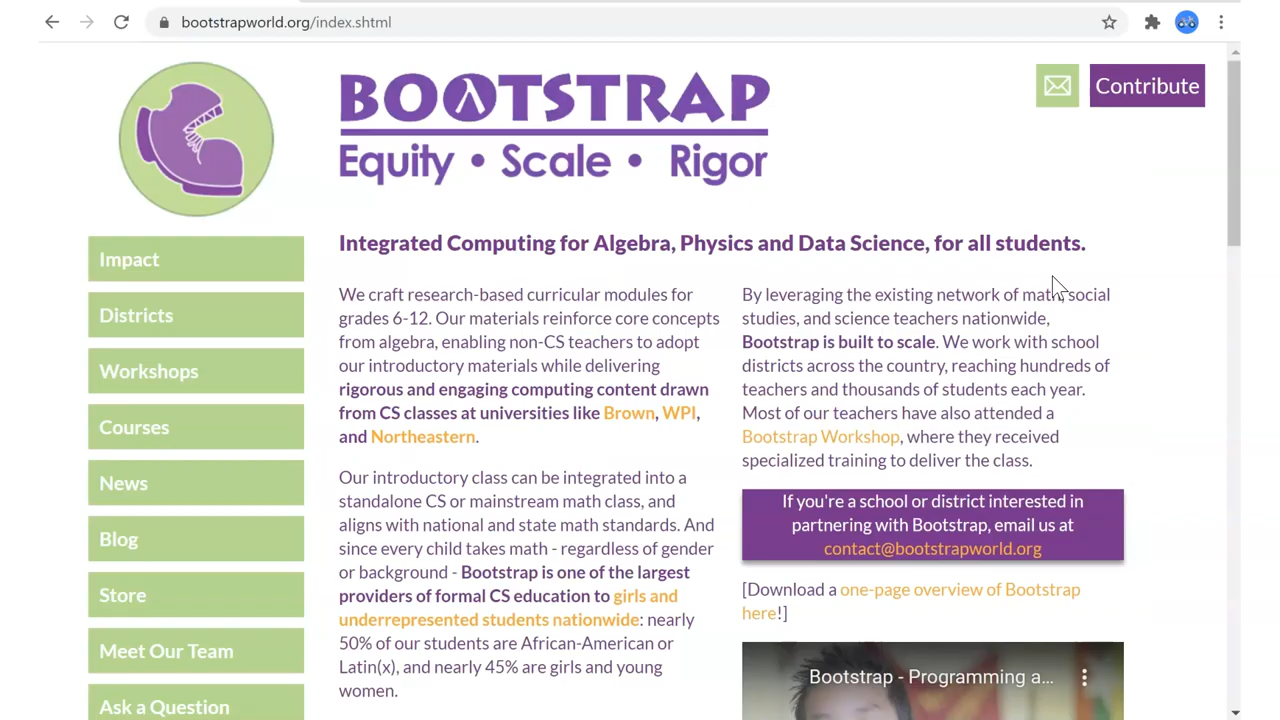 bootstrapworld.org/index.shtml
BOOTSTRAP
Equity • Scale • Rigor
Contribute
Impact
Districts
Workshops
Courses
News
Blog
Store
Meet Our Team
Ask a Question
Integrated Computing for Algebra, Physics and Data Science, for all students.
We craft research-based curricular modules for
grades 6-12. Our materials reinforce core concepts
from algebra, enabling non-CS teachers to adopt
our introductory materials while delivering
rigorous and engaging computing content drawn
from CS classes at universities like Brown, WPI,
and Northeastern.
Our introductory class can be integrated into a
standalone CS or mainstream math class, and
aligns with national and state math standards. And
since every child takes math - regardless of gender
or background - Bootstrap is one of the largest
providers of formal CS education to girls and
underrepresented students nationwide: nearly
50% of our students are African-American or
Latin(x), and nearly 45% are girls and young
women.
By leveraging the existing network of math, social
studies, and science teachers nationwide,
Bootstrap is built to scale. We work with school
districts across the country, reaching hundreds of
teachers and thousands of students each year.
Most of our teachers have also attended a
Bootstrap Workshop, where they received
specialized training to deliver the class.
If you're a school or district interested in
partnering with Bootstrap, email us at
contact@bootstrapworld.org
[Download a one-page overview of Bootstrap
here!]
Bootstrap - Programming a...